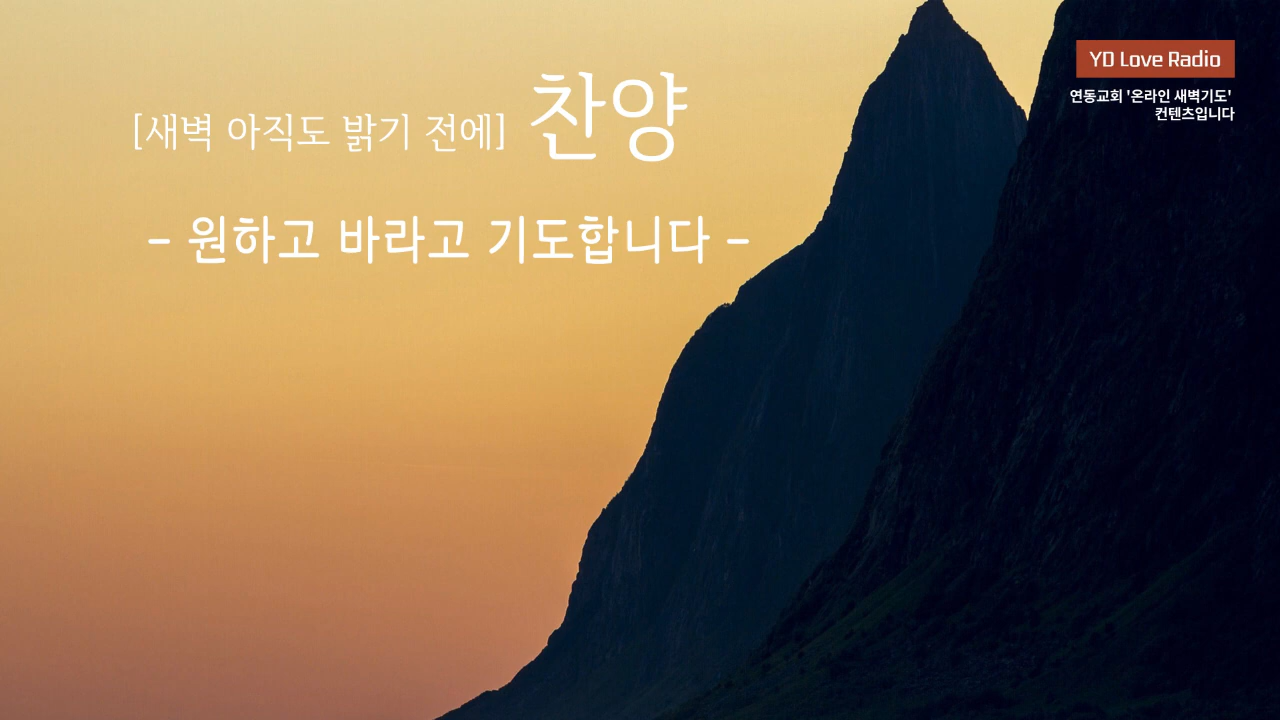 [새벽 아직도 밝기 전에] 찬양
- 원하고 바라고 기도합니다 -
YD Love Radio
연동교회 '온라인 새벽기도'
컨텐츠입니다